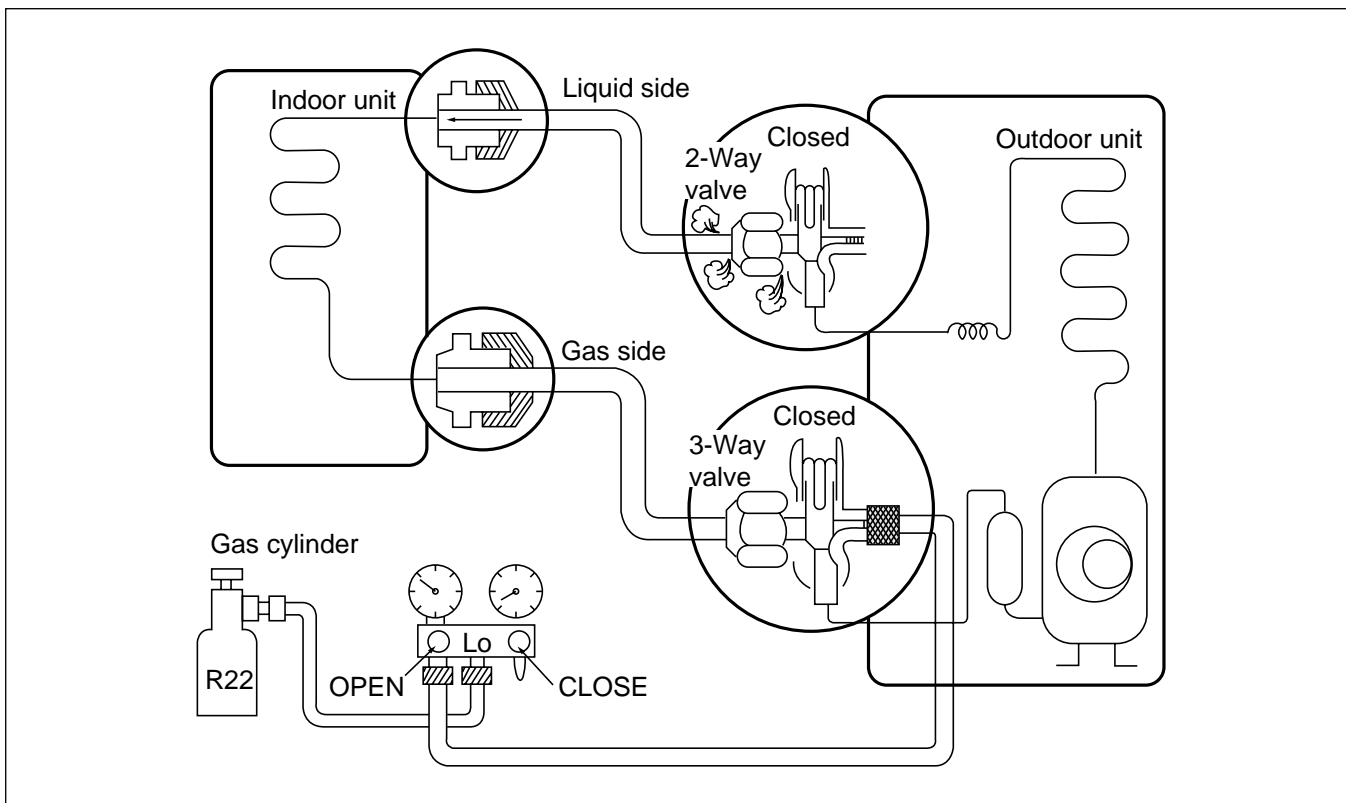 Indoor unit
Liquid side
Closed
2-Way
valve
Outdoor unit
Gas side
Closed
3-Way
valve
Gas cylinder
R22
Lo
OPEN
CLOSE